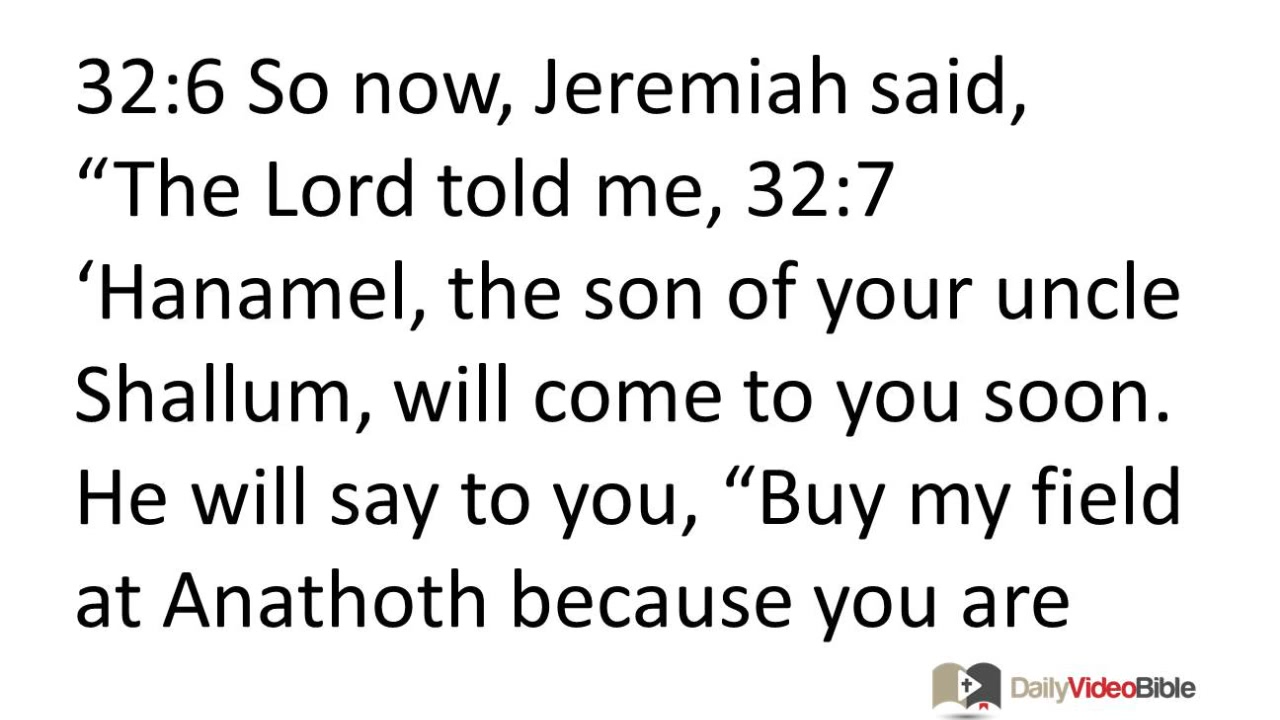 32:6 So now, Jeremiah said,
“The Lord told me, 32:7
‘Hanamel, the son of your uncle
Shallum, will come to you soon.
He will say to you, “Buy my field
at Anathoth because you are
DailyVideoBible